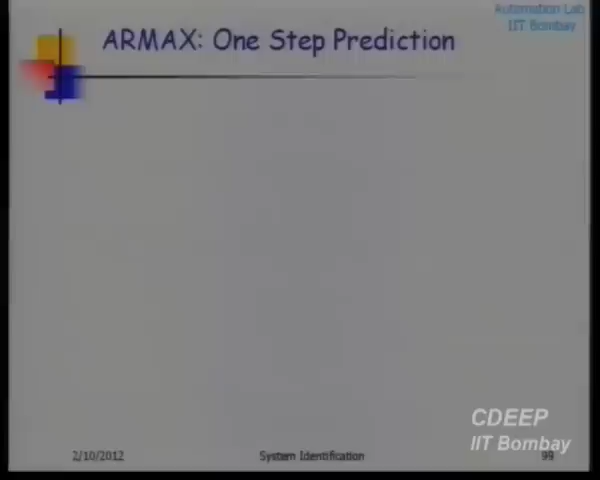 Automation Lab
IIT Bombay
ARMAX: One Step Prediction
CDEEP
IIT Bombay
2/10/2012
System Identification
99